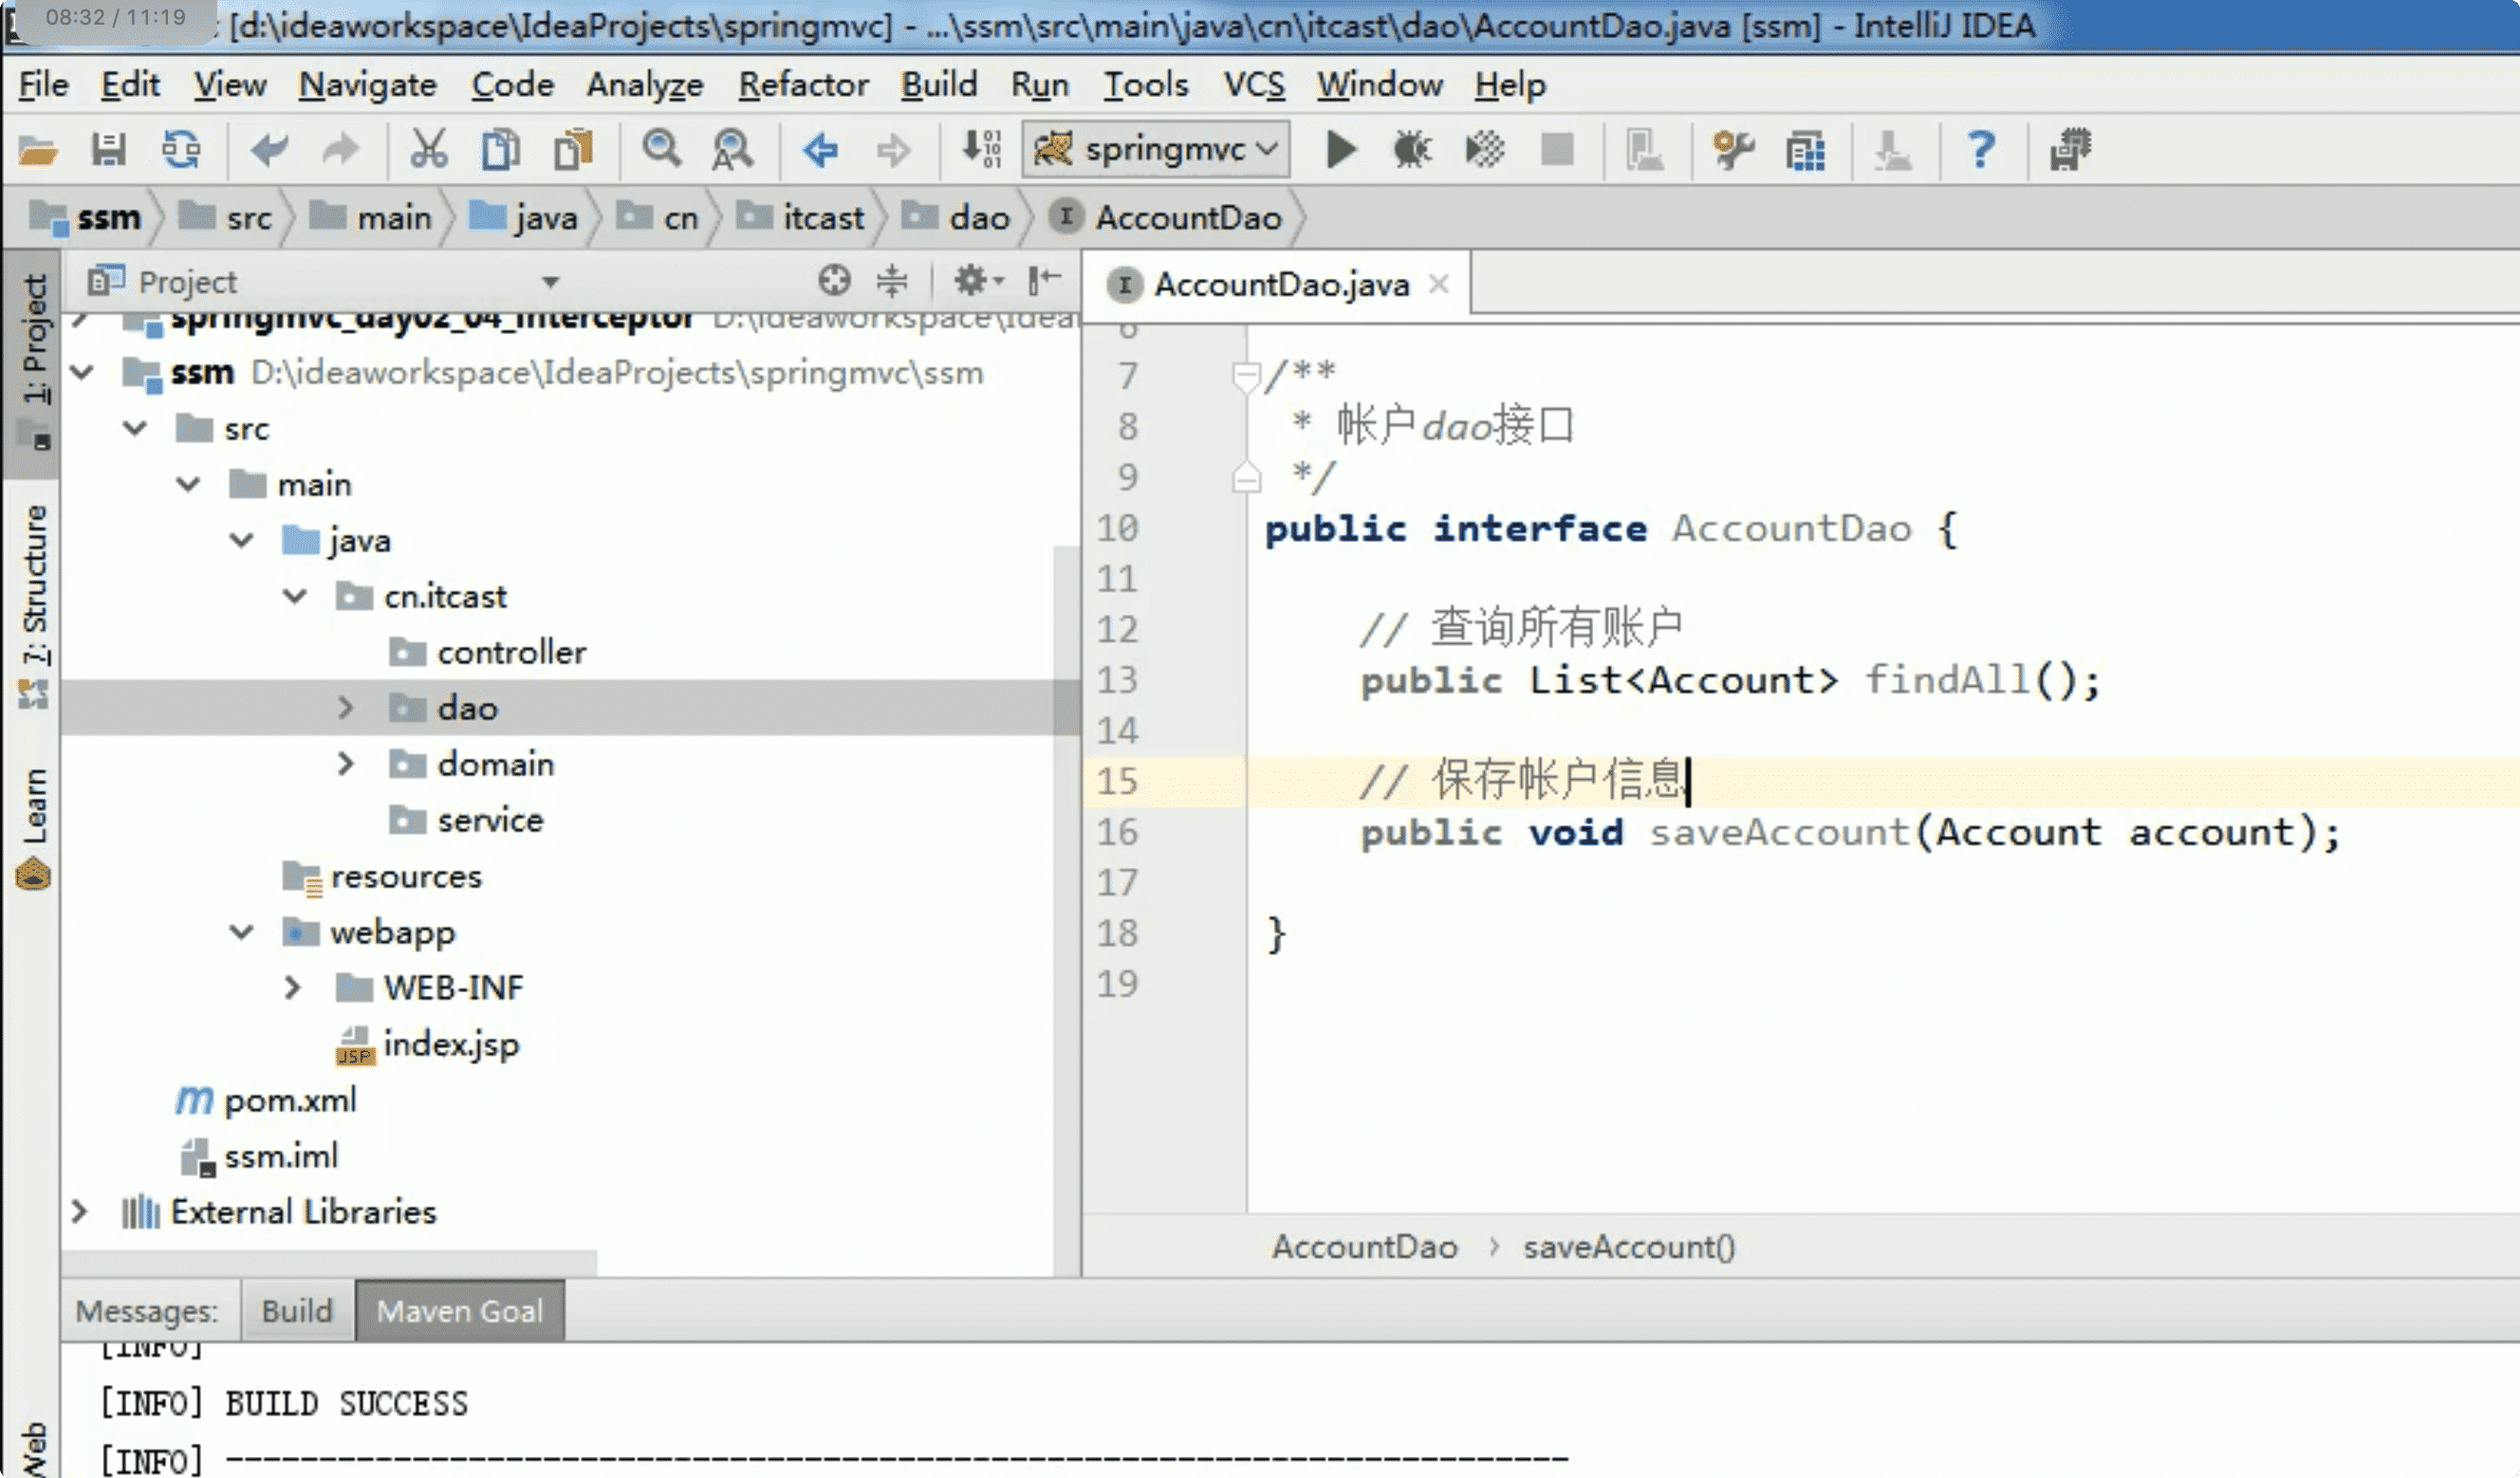 08:32 / 11:19
[d:\ideaworkspace\IdeaProjects\springmvc] - ...\ssm\src\main\java\cn\itcast\dao\AccountDao.java [ssm] - IntelliJ IDEA
File Edit View Navigate Code Analyze Refactor Build Run Tools VCS Window Help
springmvc
ssm src main java cn itcast dao AccountDao
1: Project
7: Structure
Learn
Web
Project
springmvc_day02_04_interceptor D:\ideaworkspace\Ideal
ssm D:\ideaworkspace\IdeaProjects\springmvc\ssm
src
main
java
cn.itcast
controller
dao
domain
service
resources
webapp
WEB-INF
index.jsp
pom.xml
ssm.iml
External Libraries
AccountDao.java
6
7 /**
8 * 帐户dao接口
9 */
10 public interface AccountDao {
11
12 // 查询所有账户
13 public List<Account> findAll();
14
15 // 保存帐户信息
16 public void saveAccount(Account account);
17
18 }
19
AccountDao › saveAccount()
Messages: Build Maven Goal
[INFO]
[INFO] BUILD SUCCESS
[INFO] ------------------------------------------------------------------------